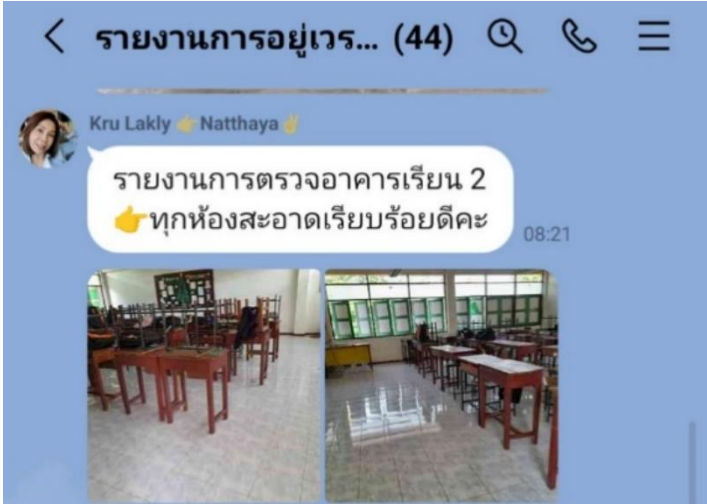 รายงานการอยู่เวร... (44)
Kru Lakly 👉 Natthaya ✌️
รายงานการตรวจอาคารเรียน 2
👉ทุกห้องสะอาดเรียบร้อยดีคะ
08:21